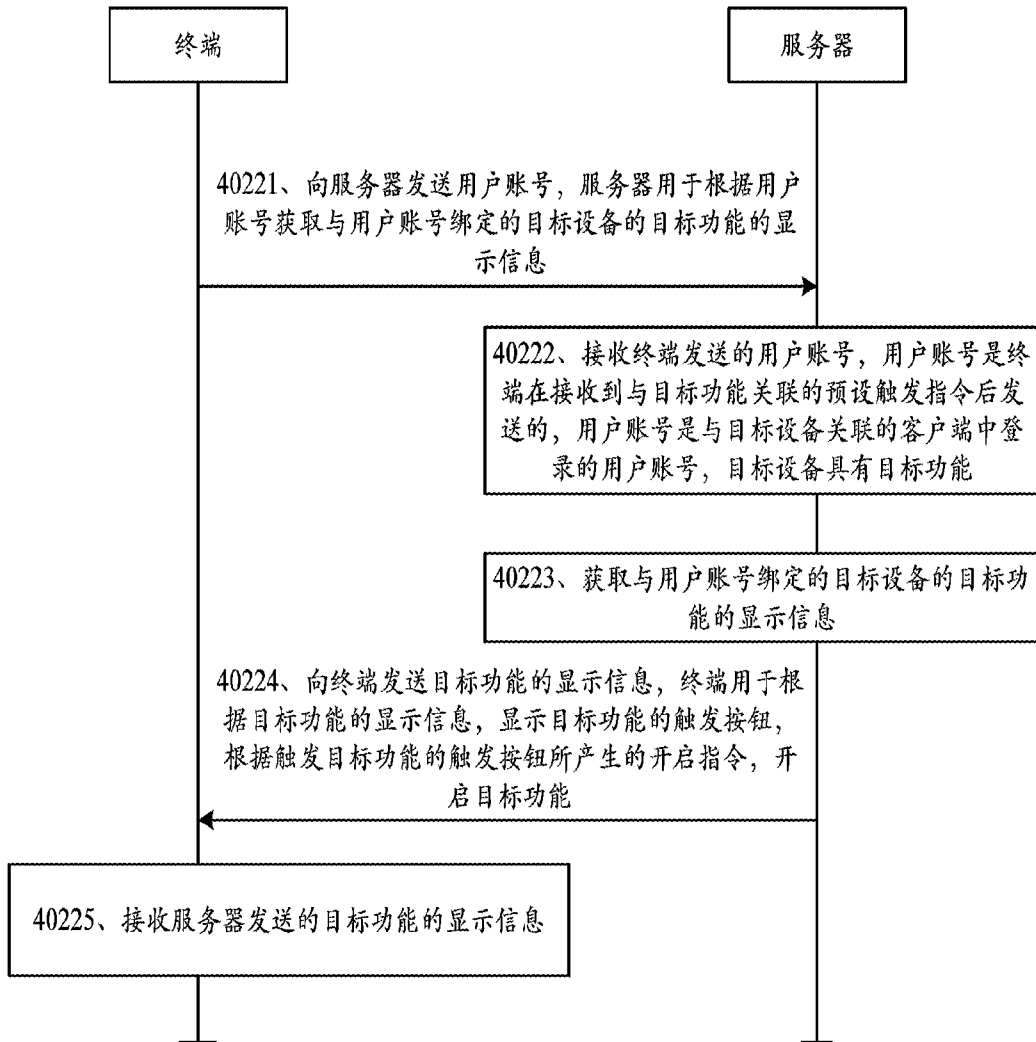 终端
服务器
40221、向服务器发送用户账号，服务器用于根据用户
账号获取与用户账号绑定的目标设备的目标功能的显
示信息
40222、接收终端发送的用户账号，用户账号是终
端在接收到与目标功能关联的预设触发指令后发
送的，用户账号是与目标设备关联的客户端中登
录的用户账号，目标设备具有目标功能
40223、获取与用户账号绑定的目标设备的目标功
能的显示信息
40224、向终端发送目标功能的显示信息，终端用于根
据目标功能的显示信息，显示目标功能的触发按钮，
根据触发目标功能的触发按钮所产生的开启指令，开
启目标功能
40225、接收服务器发送的目标功能的显示信息